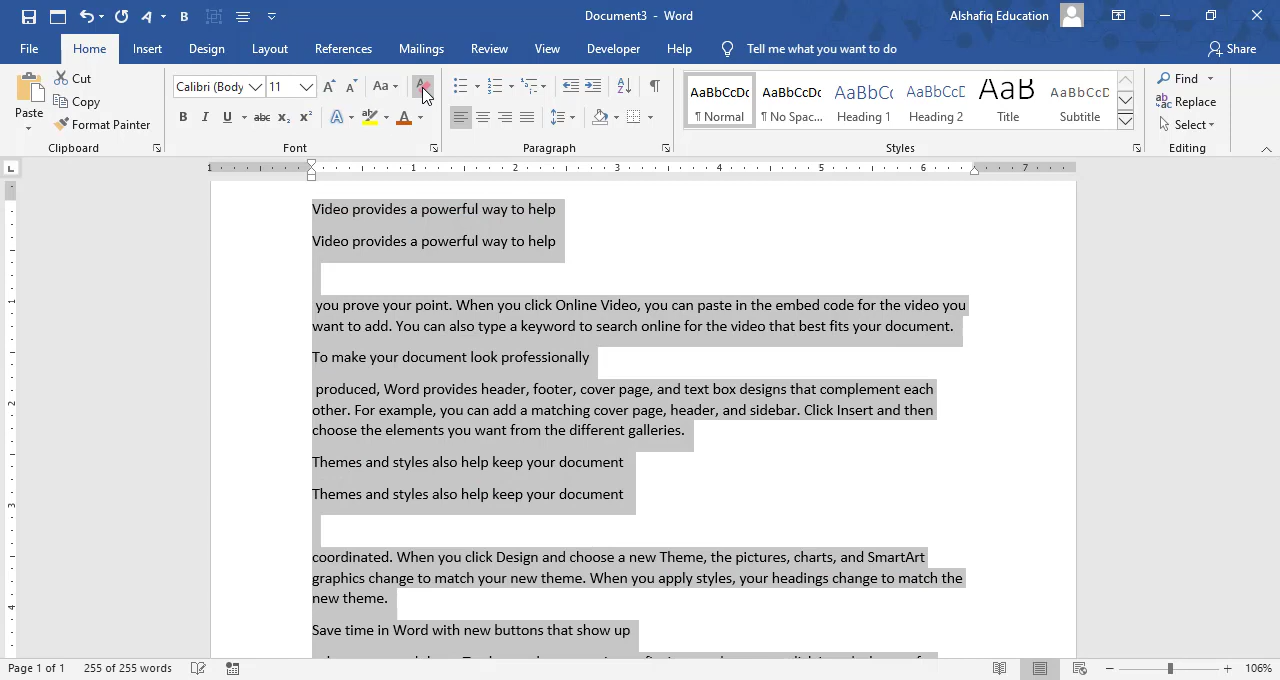 Document3 - Word
Alshafiq Education
File Home Insert Design Layout References Mailings Review View Developer Help Tell me what you want to do Share
Paste
Cut
Copy
Format Painter
Clipboard
Calibri (Body 11
Font
Paragraph
AaBbCcDc AaBbCcDc AaBbCc AaBbCcC AaB AaBbCcD
¶ Normal ¶ No Spac... Heading 1 Heading 2 Title Subtitle
Styles
Find
Replace
Select
Editing
1 1 2 3 4 5 6 7
Video provides a powerful way to help
Video provides a powerful way to help
you prove your point. When you click Online Video, you can paste in the embed code for the video you
want to add. You can also type a keyword to search online for the video that best fits your document.
To make your document look professionally
produced, Word provides header, footer, cover page, and text box designs that complement each
other. For example, you can add a matching cover page, header, and sidebar. Click Insert and then
choose the elements you want from the different galleries.
Themes and styles also help keep your document
Themes and styles also help keep your document
coordinated. When you click Design and choose a new Theme, the pictures, charts, and SmartArt
graphics change to match your new theme. When you apply styles, your headings change to match the
new theme.
Save time in Word with new buttons that show up
Page 1 of 1 255 of 255 words 106%